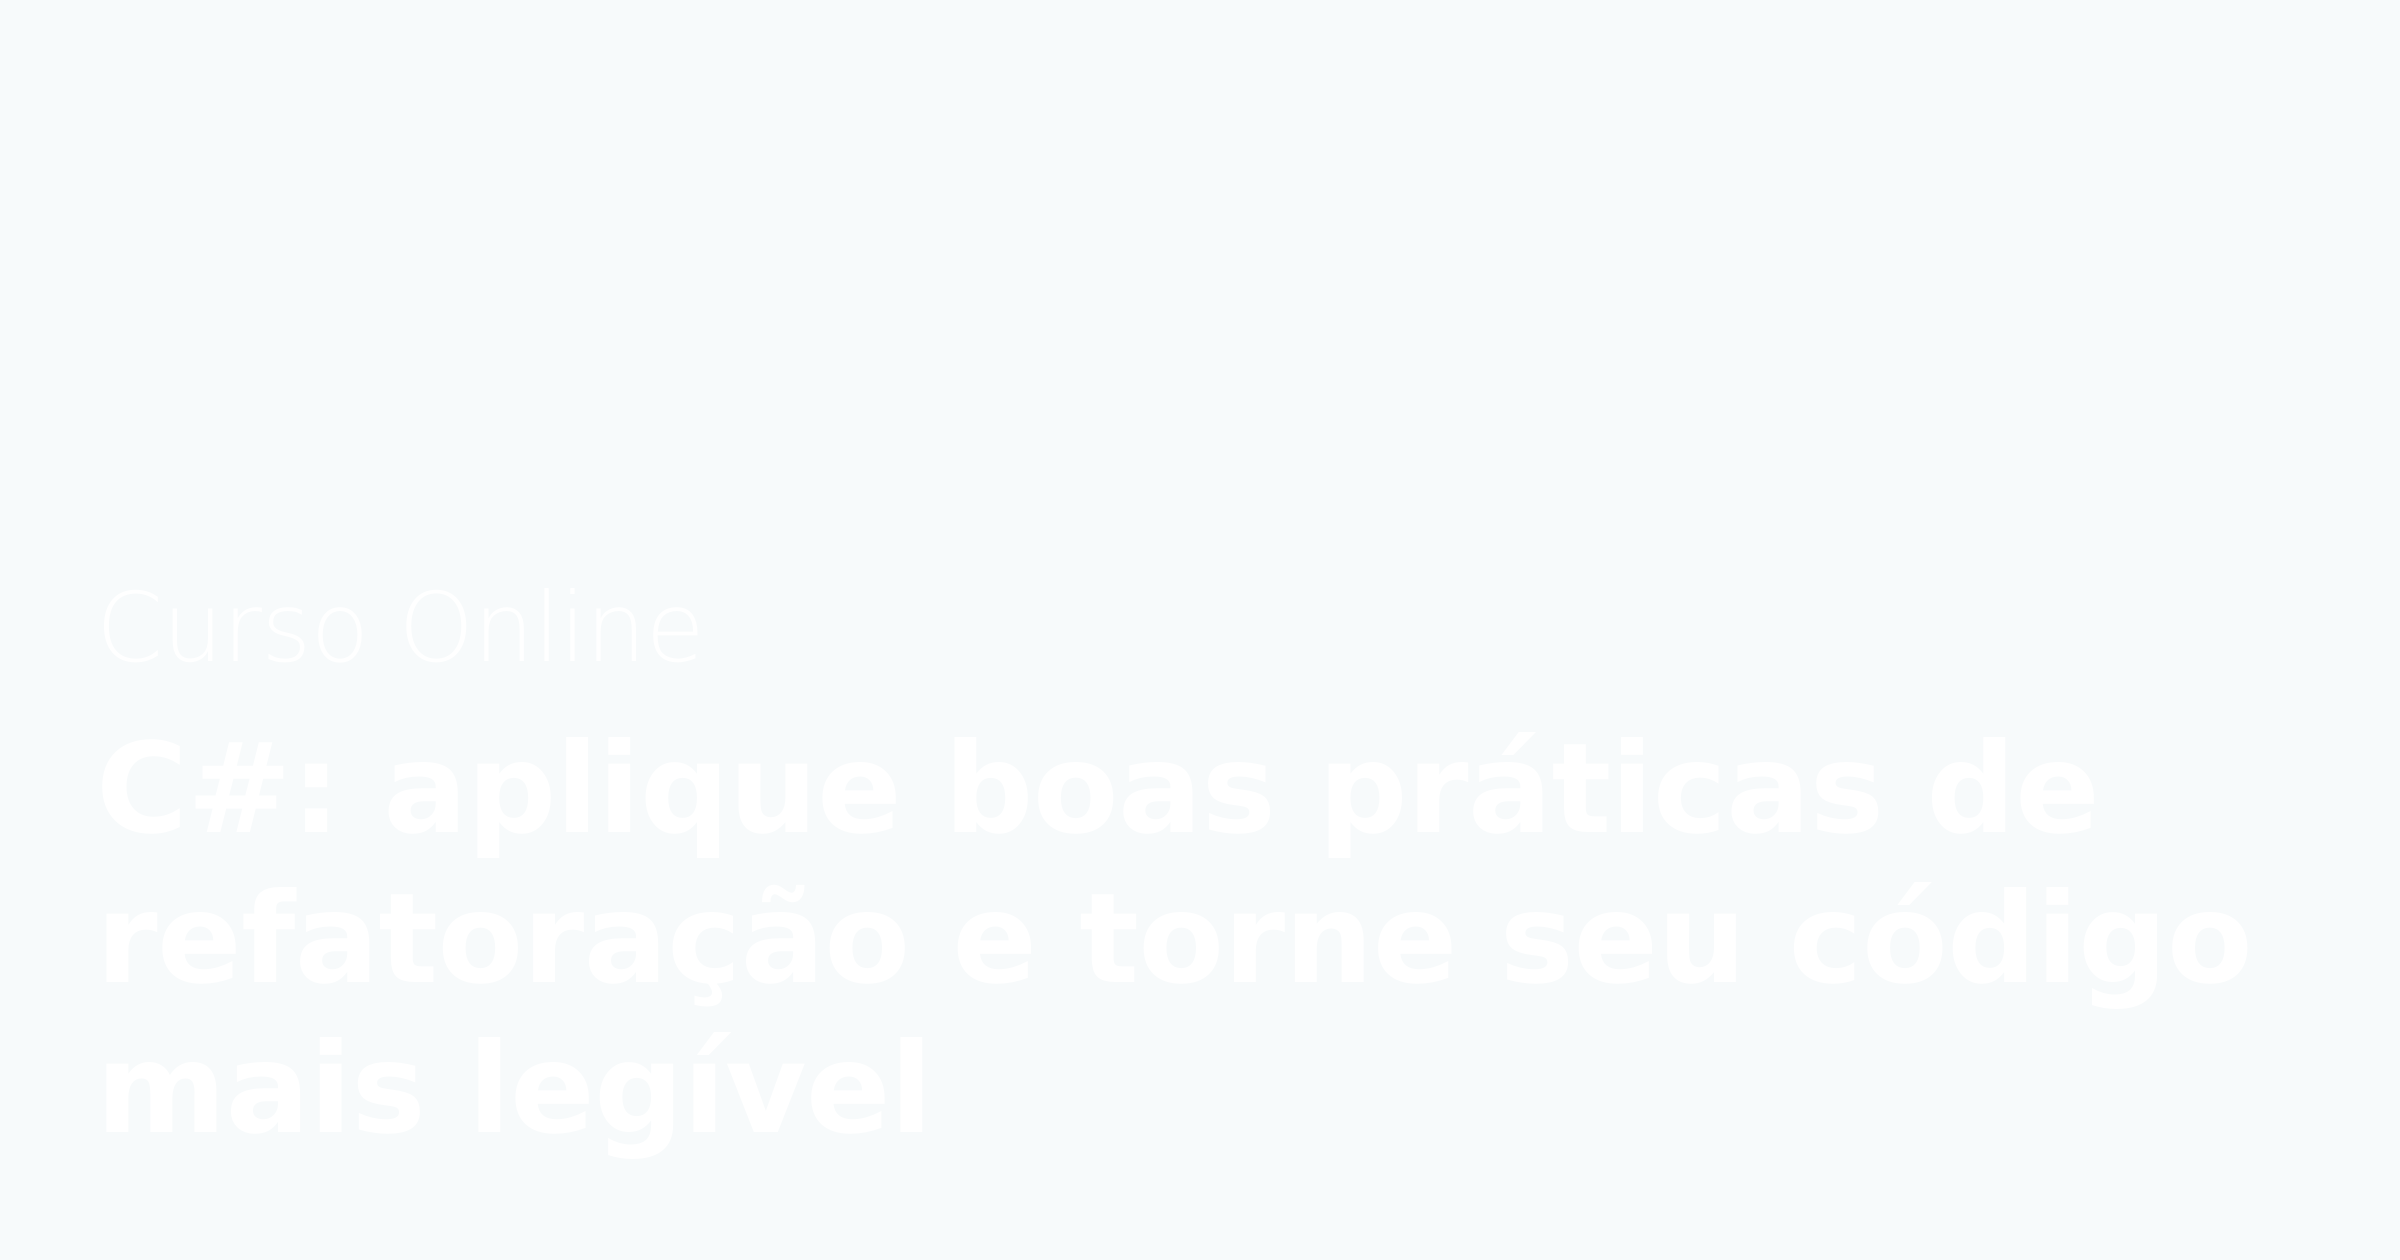 Curso Online
C#: aplique boas práticas de
refatoração e torne seu código
mais legível